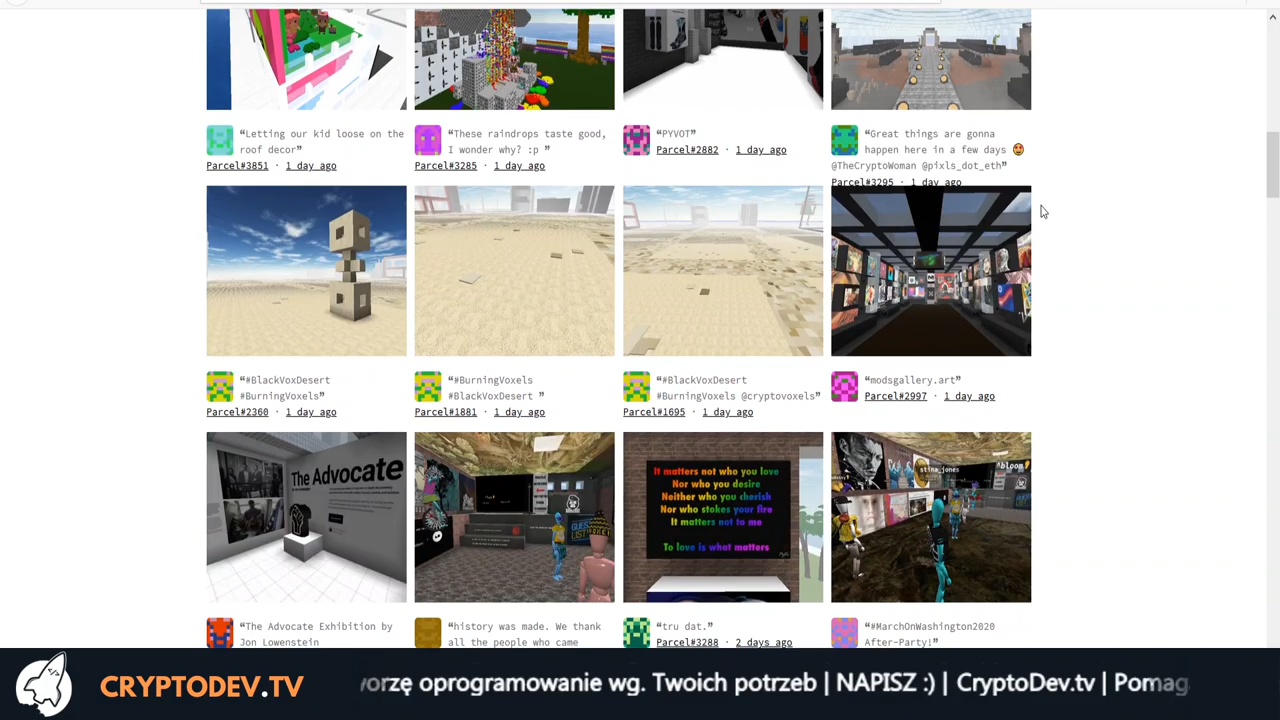 “Letting our kid loose on the
roof decor”
Parcel#3851 · 1 day ago
“These raindrops taste good,
I wonder why? :p ”
Parcel#3285 · 1 day ago
“PYVOT”
Parcel#2882 · 1 day ago
“Great things are gonna
happen here in a few days 😍
@TheCryptoWoman @pixls_dot_eth”
Parcel#3295 · 1 day ago
“#BlackVoxDesert
#BurningVoxels”
Parcel#2360 · 1 day ago
“#BurningVoxels
#BlackVoxDesert ”
Parcel#1881 · 1 day ago
“#BlackVoxDesert
#BurningVoxels @cryptovoxels”
Parcel#1695 · 1 day ago
“modsgallery.art”
Parcel#2997 · 1 day ago
The Advocate
GUEST
It matters not who you love
Nor who you desire
Neither who you cherish
Nor who stokes your fire
It matters not to me
To love is what matters
stina_jones
^bloom^
“The Advocate Exhibition by
Jon Lowenstein
“history was made. We thank
all the people who came
“tru dat.”
Parcel#3288 · 2 days ago
“#MarchOnWashington2020
After-Party!”
CRYPTODEV.TV
worzę oprogramowanie wg. Twoich potrzeb | NAPISZ :) | CryptoDev.tv | Pomag